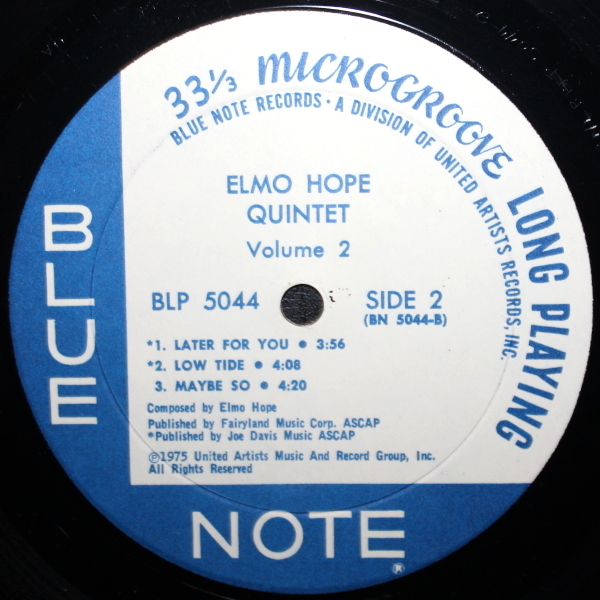 33⅓ MICROGROOVE LONG PLAYING
BLUE NOTE RECORDS · A DIVISION OF UNITED ARTISTS RECORDS, INC.
ELMO HOPE
QUINTET
Volume 2
BLP 5044
SIDE 2
(BN 5044-B)
*1. LATER FOR YOU • 3:56
*2. LOW TIDE • 4:08
3. MAYBE SO • 4:20
Composed by Elmo Hope
Published by Fairyland Music Corp. ASCAP
*Published by Joe Davis Music ASCAP
℗1975 United Artists Music And Record Group, Inc.
All Rights Reserved
BLUE
NOTE®